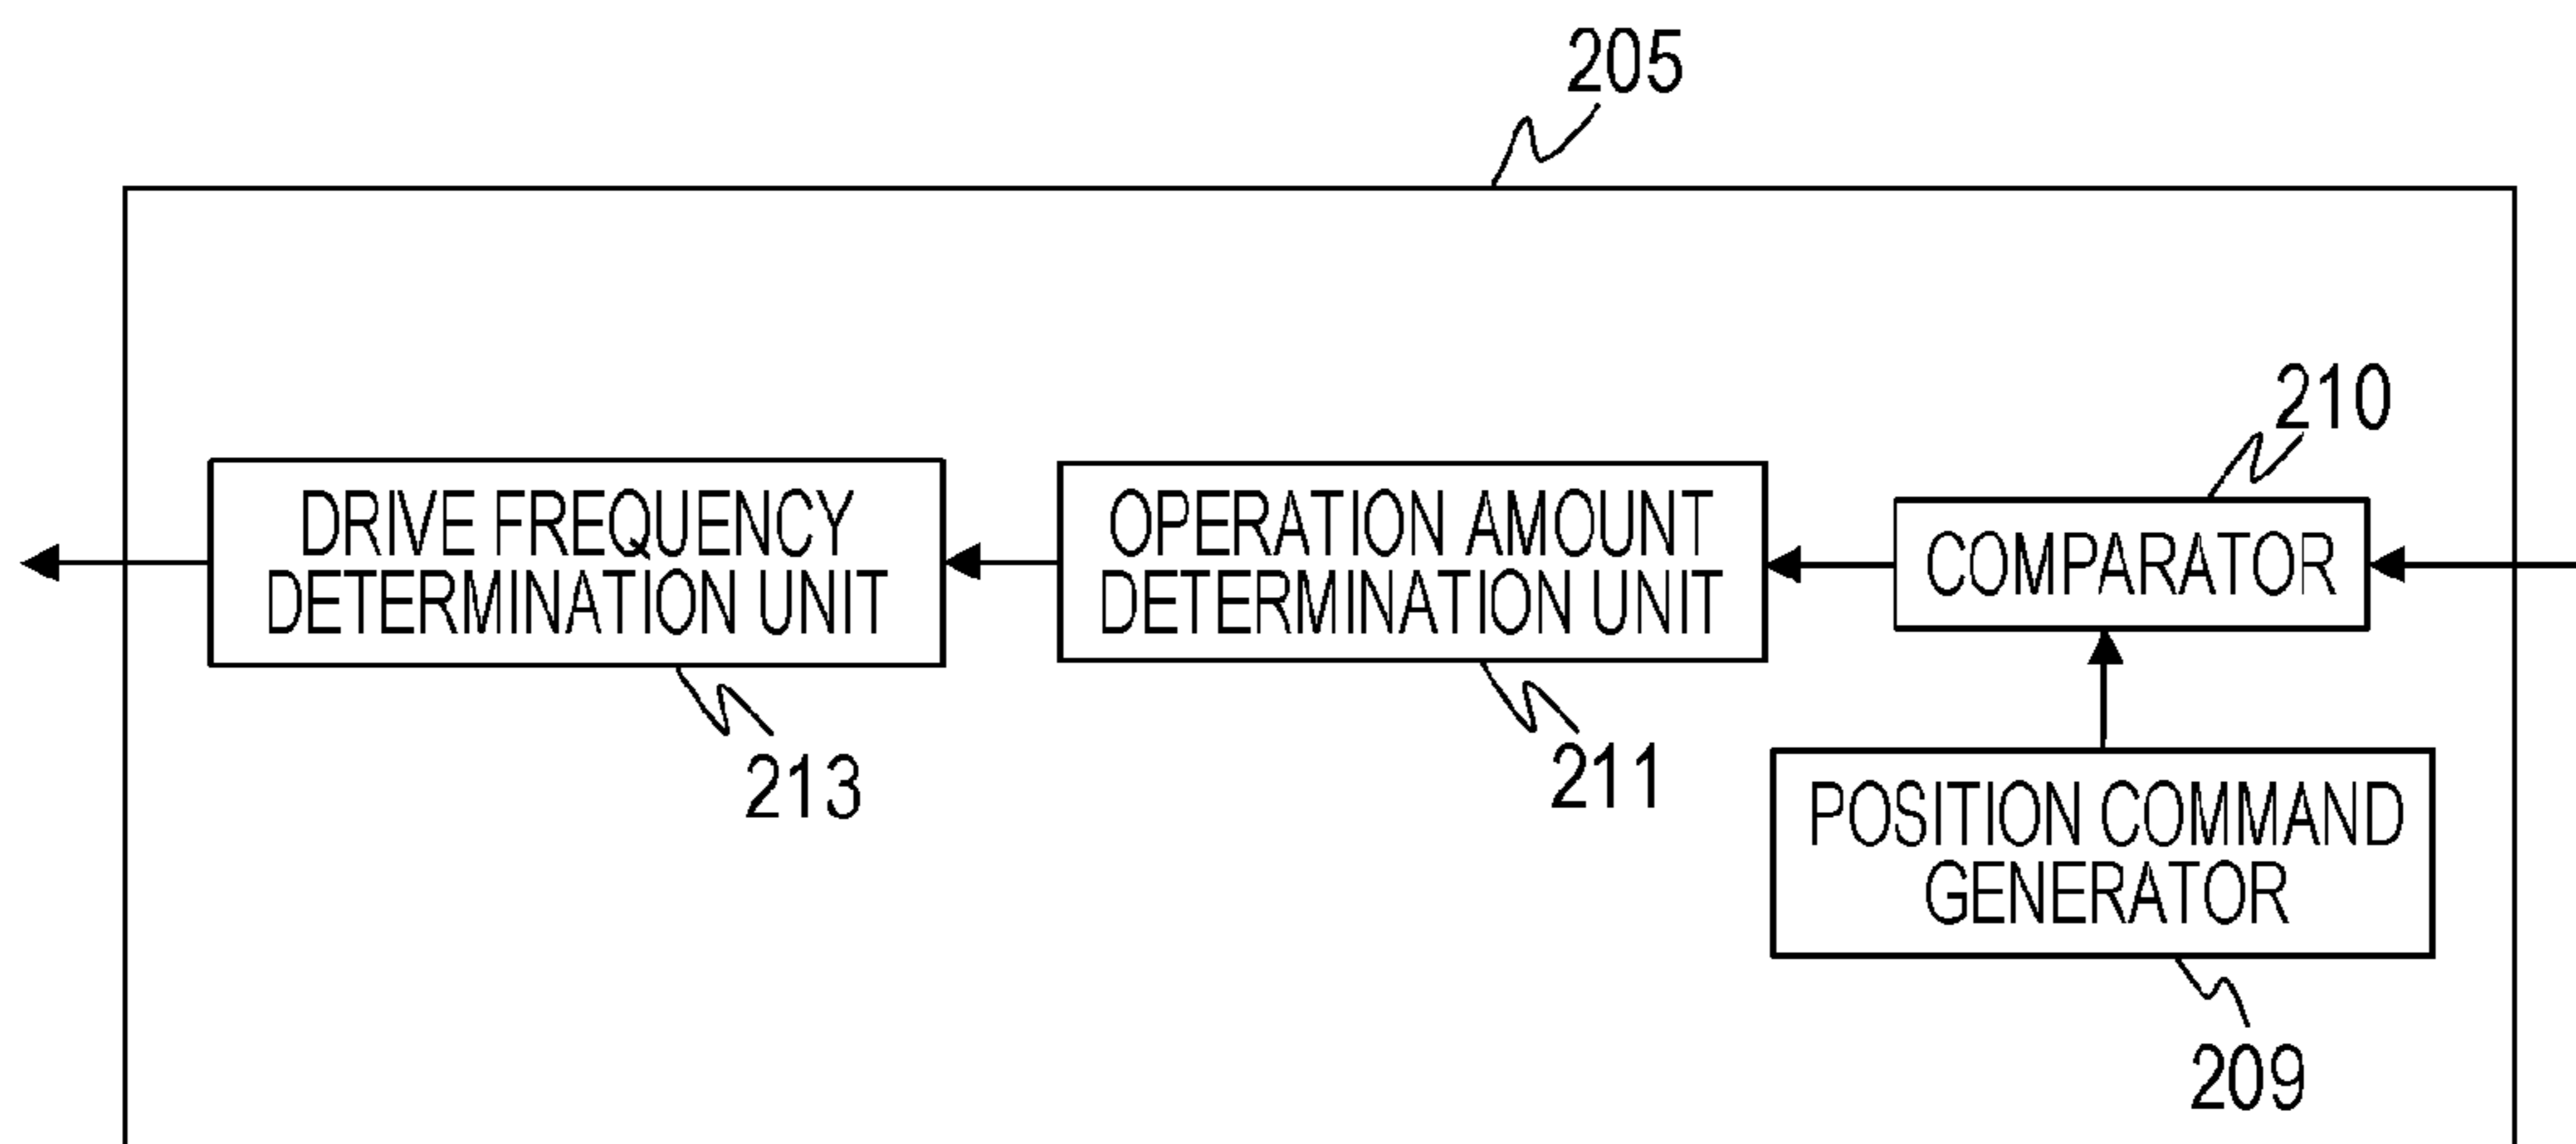 205
210
DRIVE FREQUENCY
DETERMINATION UNIT
OPERATION AMOUNT
DETERMINATION UNIT
COMPARATOR
213
211
POSITION COMMAND
GENERATOR
209